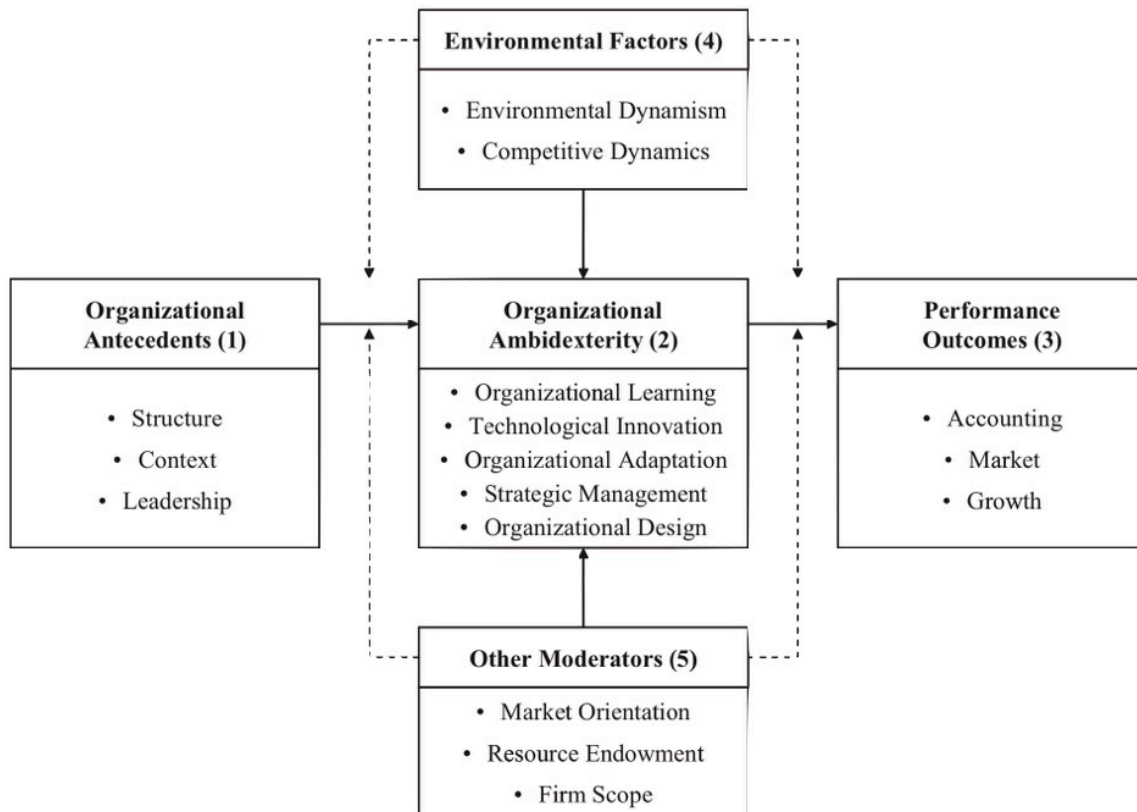 Environmental Factors (4)
• Environmental Dynamism
• Competitive Dynamics
Organizational
Antecedents (1)
• Structure
• Context
• Leadership
Organizational
Ambidexterity (2)
• Organizational Learning
• Technological Innovation
• Organizational Adaptation
• Strategic Management
• Organizational Design
Performance
Outcomes (3)
• Accounting
• Market
• Growth
Other Moderators (5)
• Market Orientation
• Resource Endowment
• Firm Scope